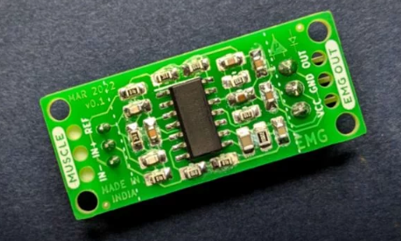 MAR 2022
v0.1
MUSCLE
IN- IN+ REF
MADE IN
INDIA
VCC GND OUT
EMG OUT
EMG